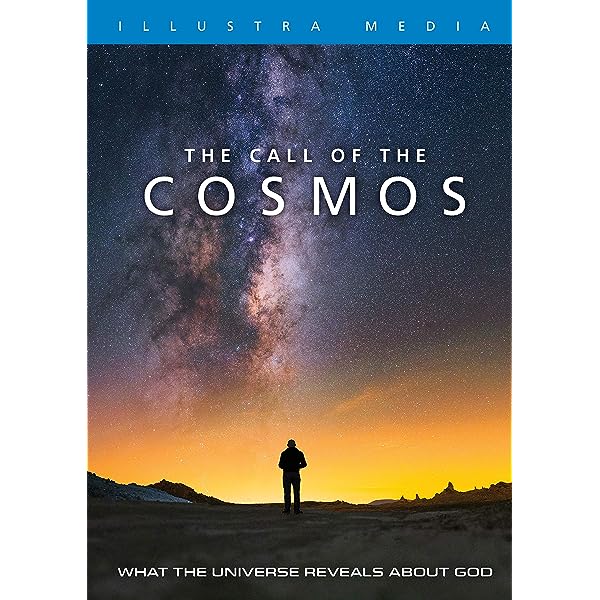 ILLUSTRA MEDIA
THE CALL OF THE
COSMOS
WHAT THE UNIVERSE REVEALS ABOUT GOD